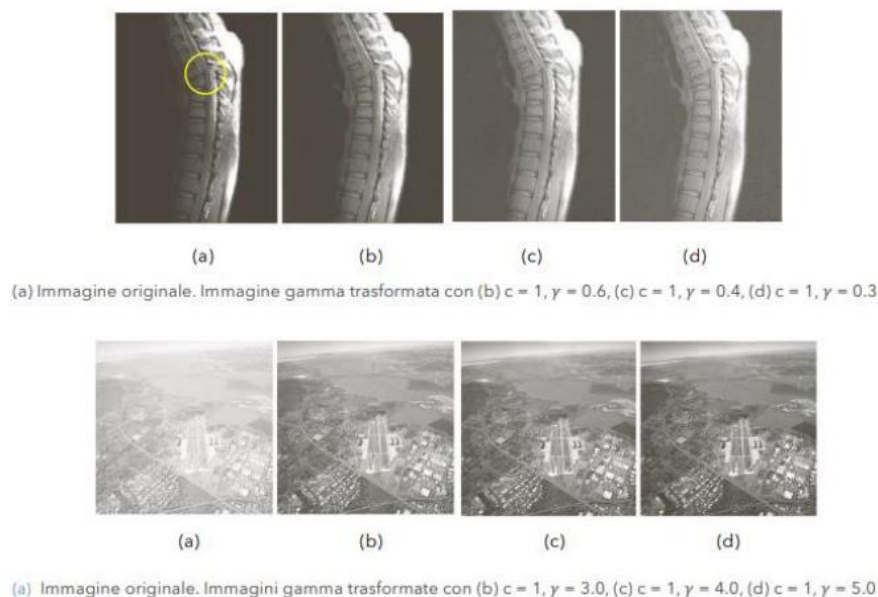 (a) (b) (c) (d)
(a) Immagine originale. Immagine gamma trasformata con (b) c = 1, γ = 0.6, (c) c = 1, γ = 0.4, (d) c = 1, γ = 0.3
(a) (b) (c) (d)
(a) Immagine originale. Immagini gamma trasformate con (b) c = 1, γ = 3.0, (c) c = 1, γ = 4.0, (d) c = 1, γ = 5.0